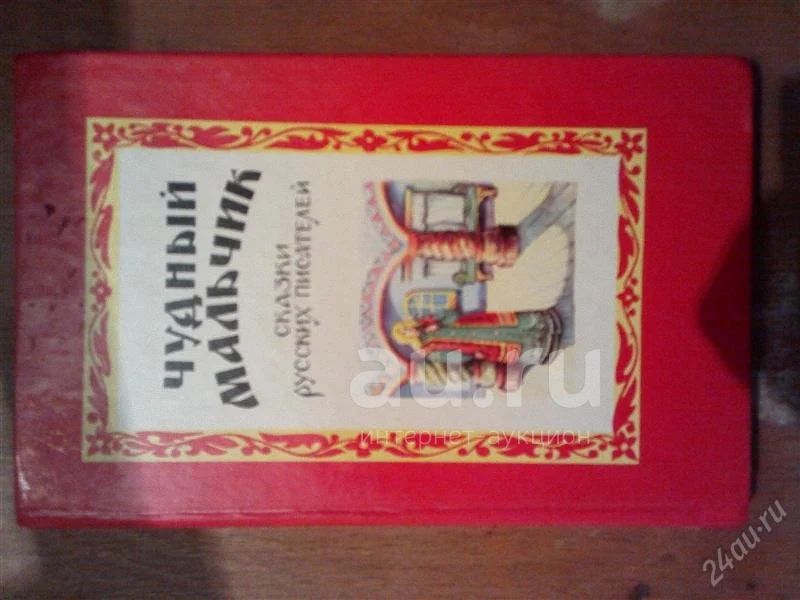 ЧУДНЫЙ
МАЛЬЧИК
СКАЗКИ
РУССКИХ ПИСАТЕЛЕЙ
au.ru
интернет аукцион
24au.ru